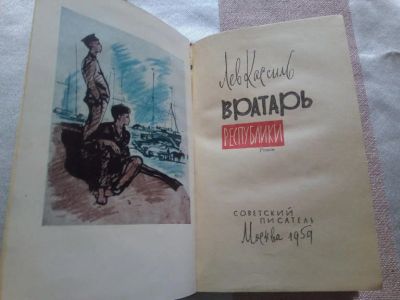 Лев Кассиль
ВРАТАРЬ
РЕСПУБЛИКИ
Роман
СОВЕТСКИЙ
ПИСАТЕЛЬ
Москва 1959